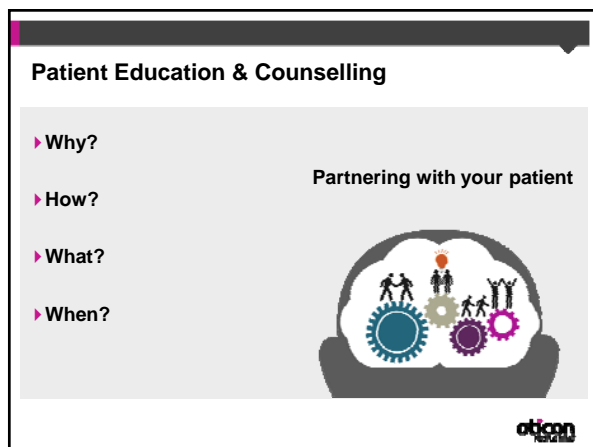 Patient Education & Counselling
Why?
Partnering with your patient
How?
What?
When?
oticon